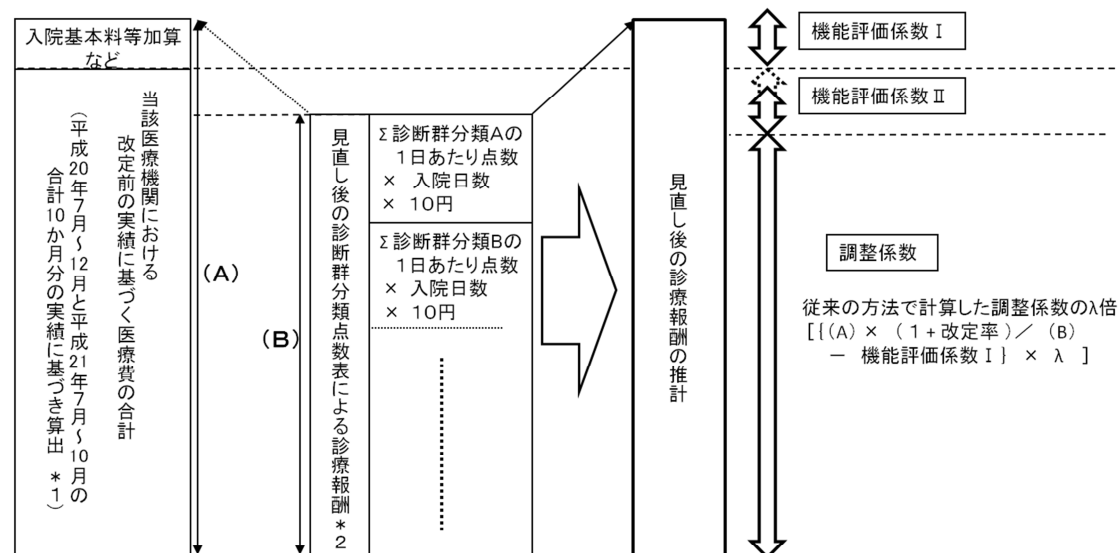 入院基本料等加算
など
当該医療機関における
改定前の実績に基づく医療費の合計
(平成20年7月～12月と平成21年7月～10月の
合計10か月分の実績に基づき算出 *1)
(A)
(B)
見直し後の診断群分類点数表による診療報酬*2
Σ診断群分類Aの
1日あたり点数
× 入院日数
× 10円
Σ診断群分類Bの
1日あたり点数
× 入院日数
× 10円
見直し後の診療報酬の推計
機能評価係数Ⅰ
機能評価係数Ⅱ
調整係数
従来の方法で計算した調整係数のλ倍
[{(A) × (1+改定率)／ (B)
－ 機能評価係数Ⅰ} × λ ]